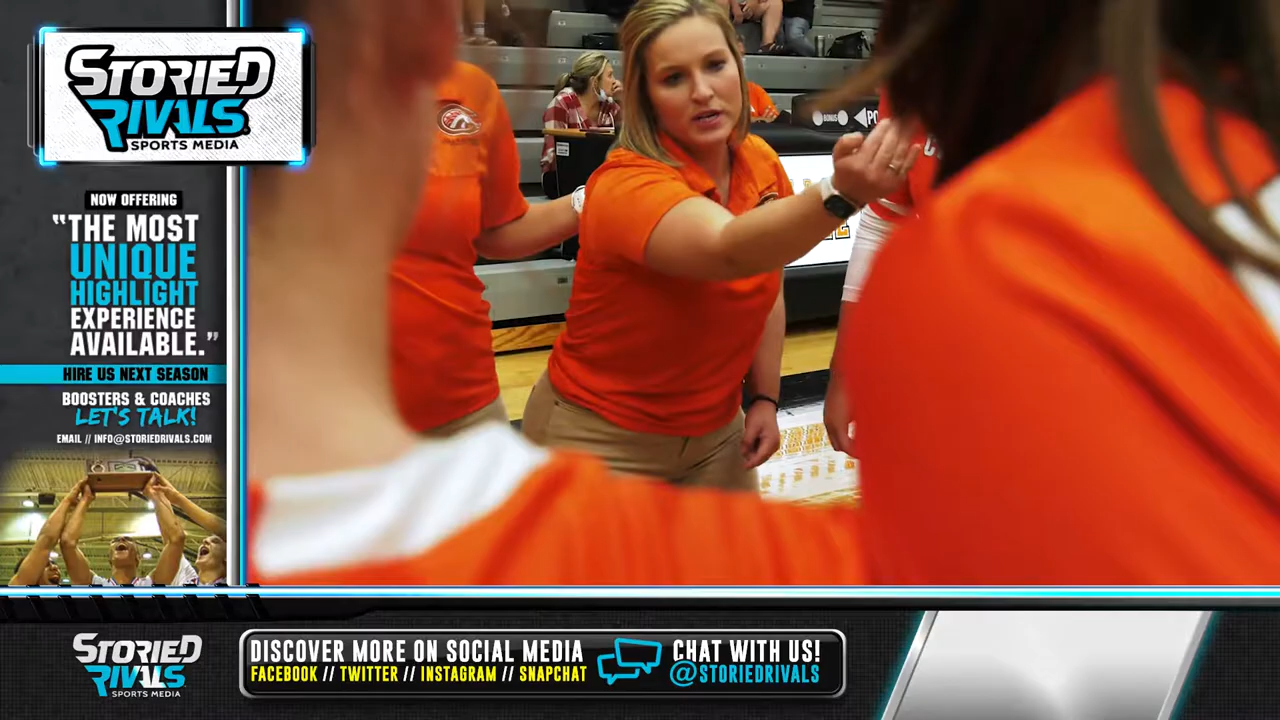 STORIED
RIVALS
SPORTS MEDIA
NOW OFFERING
"THE MOST
UNIQUE
HIGHLIGHT
EXPERIENCE
AVAILABLE."
HIRE US NEXT SEASON
BOOSTERS & COACHES
LET'S TALK!
EMAIL // INFO@STORIEDRIVALS.COM
BONUS
STORIED
RIVALS
SPORTS MEDIA
DISCOVER MORE ON SOCIAL MEDIA
FACEBOOK // TWITTER // INSTAGRAM // SNAPCHAT
CHAT WITH US!
@STORIEDRIVALS